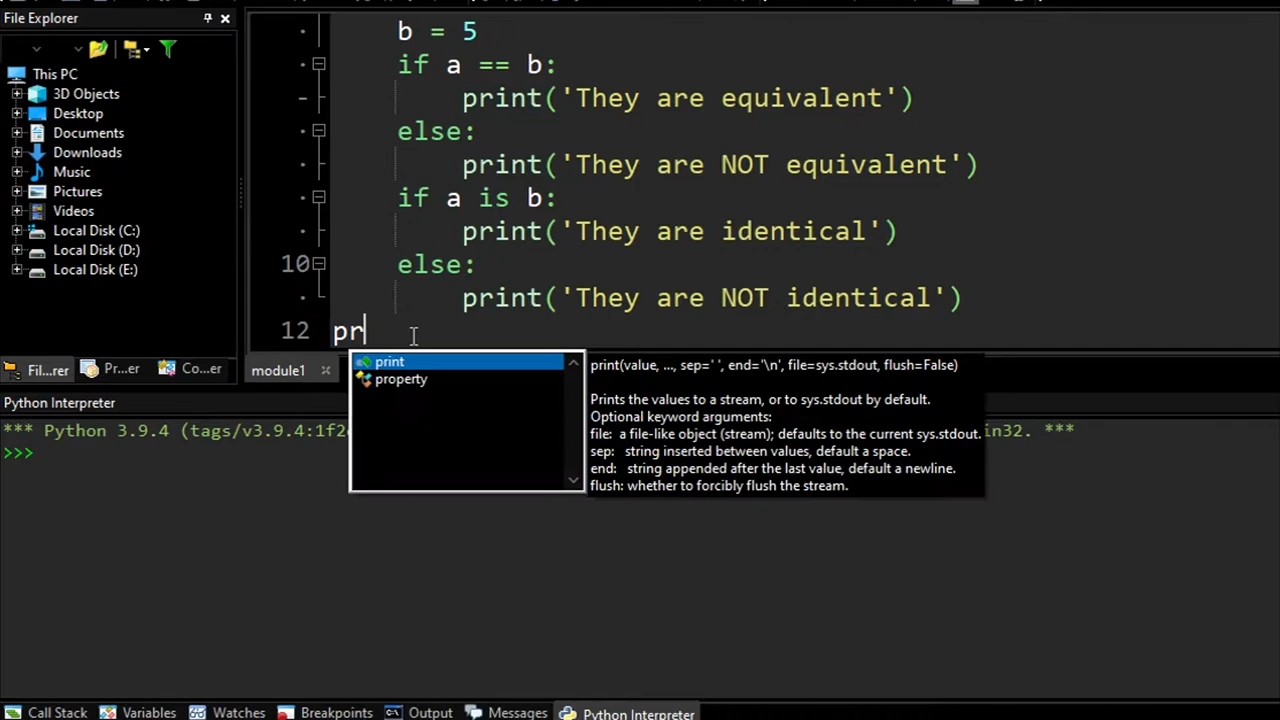 File Explorer
This PC
3D Objects
Desktop
Documents
Downloads
Music
Pictures
Videos
Local Disk (C:)
Local Disk (D:)
Local Disk (E:)
Fil...rer
Pr...er
Co...er
b = 5
if a == b:
print('They are equivalent')
else:
print('They are NOT equivalent')
if a is b:
print('They are identical')
10 else:
print('They are NOT identical')
12 pr
print
property
print(value, ..., sep=' ', end='\n', file=sys.stdout, flush=False)
Prints the values to a stream, or to sys.stdout by default.
Optional keyword arguments:
file: a file-like object (stream); defaults to the current sys.stdout.
sep: string inserted between values, default a space.
end: string appended after the last value, default a newline.
flush: whether to forcibly flush the stream.
module1
Python Interpreter
*** Python 3.9.4 (tags/v3.9.4:1f2 in32. ***
>>>
Call Stack Variables Watches Breakpoints Output Messages Python Interpreter